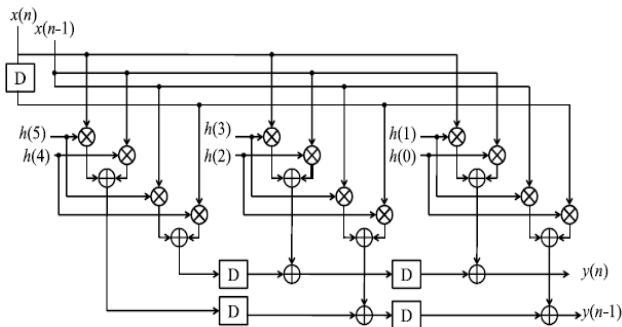 x(n)
x(n-1)
D
h(5)
h(4)
h(3)
h(2)
h(1)
h(0)
D
D
y(n)
D
D
y(n-1)